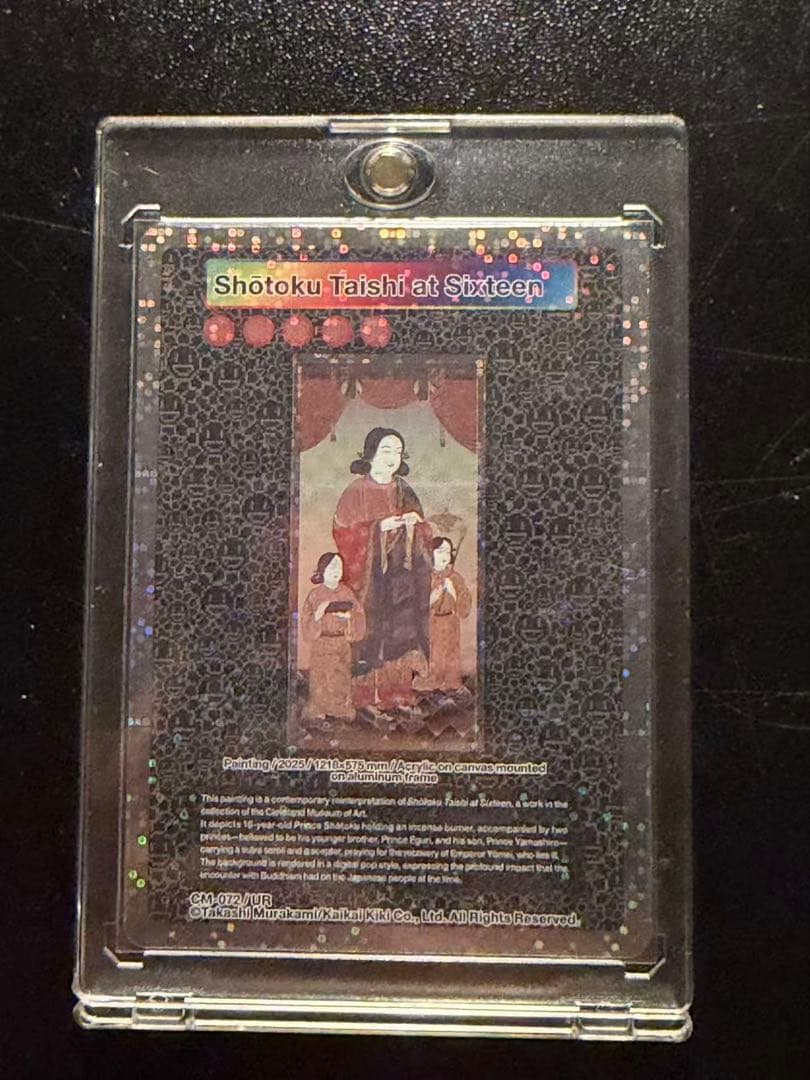 Shōtoku Taishi at Sixteen
Painting / 2025 / 1218×575 mm / Acrylic on canvas mounted
on aluminum frame
This painting is a contemporary reinterpretation of Shōtoku Taishi at Sixteen, a work in the
collection of the Cleveland Museum of Art.
It depicts 16-year-old Prince Shōtoku holding an incense burner, accompanied by two
princes—believed to be his younger brother, Prince Eguri, and his son, Prince Yamashiro—
carrying a sutra scroll and a scepter, praying for the recovery of Emperor Yōmei, who lies ill.
The background is rendered in a digital pop style, expressing the profound impact that the
encounter with Buddhism had on the Japanese people at the time.
CM-072 / UR
©Takashi Murakami/Kaikai Kiki Co., Ltd. All Rights Reserved.